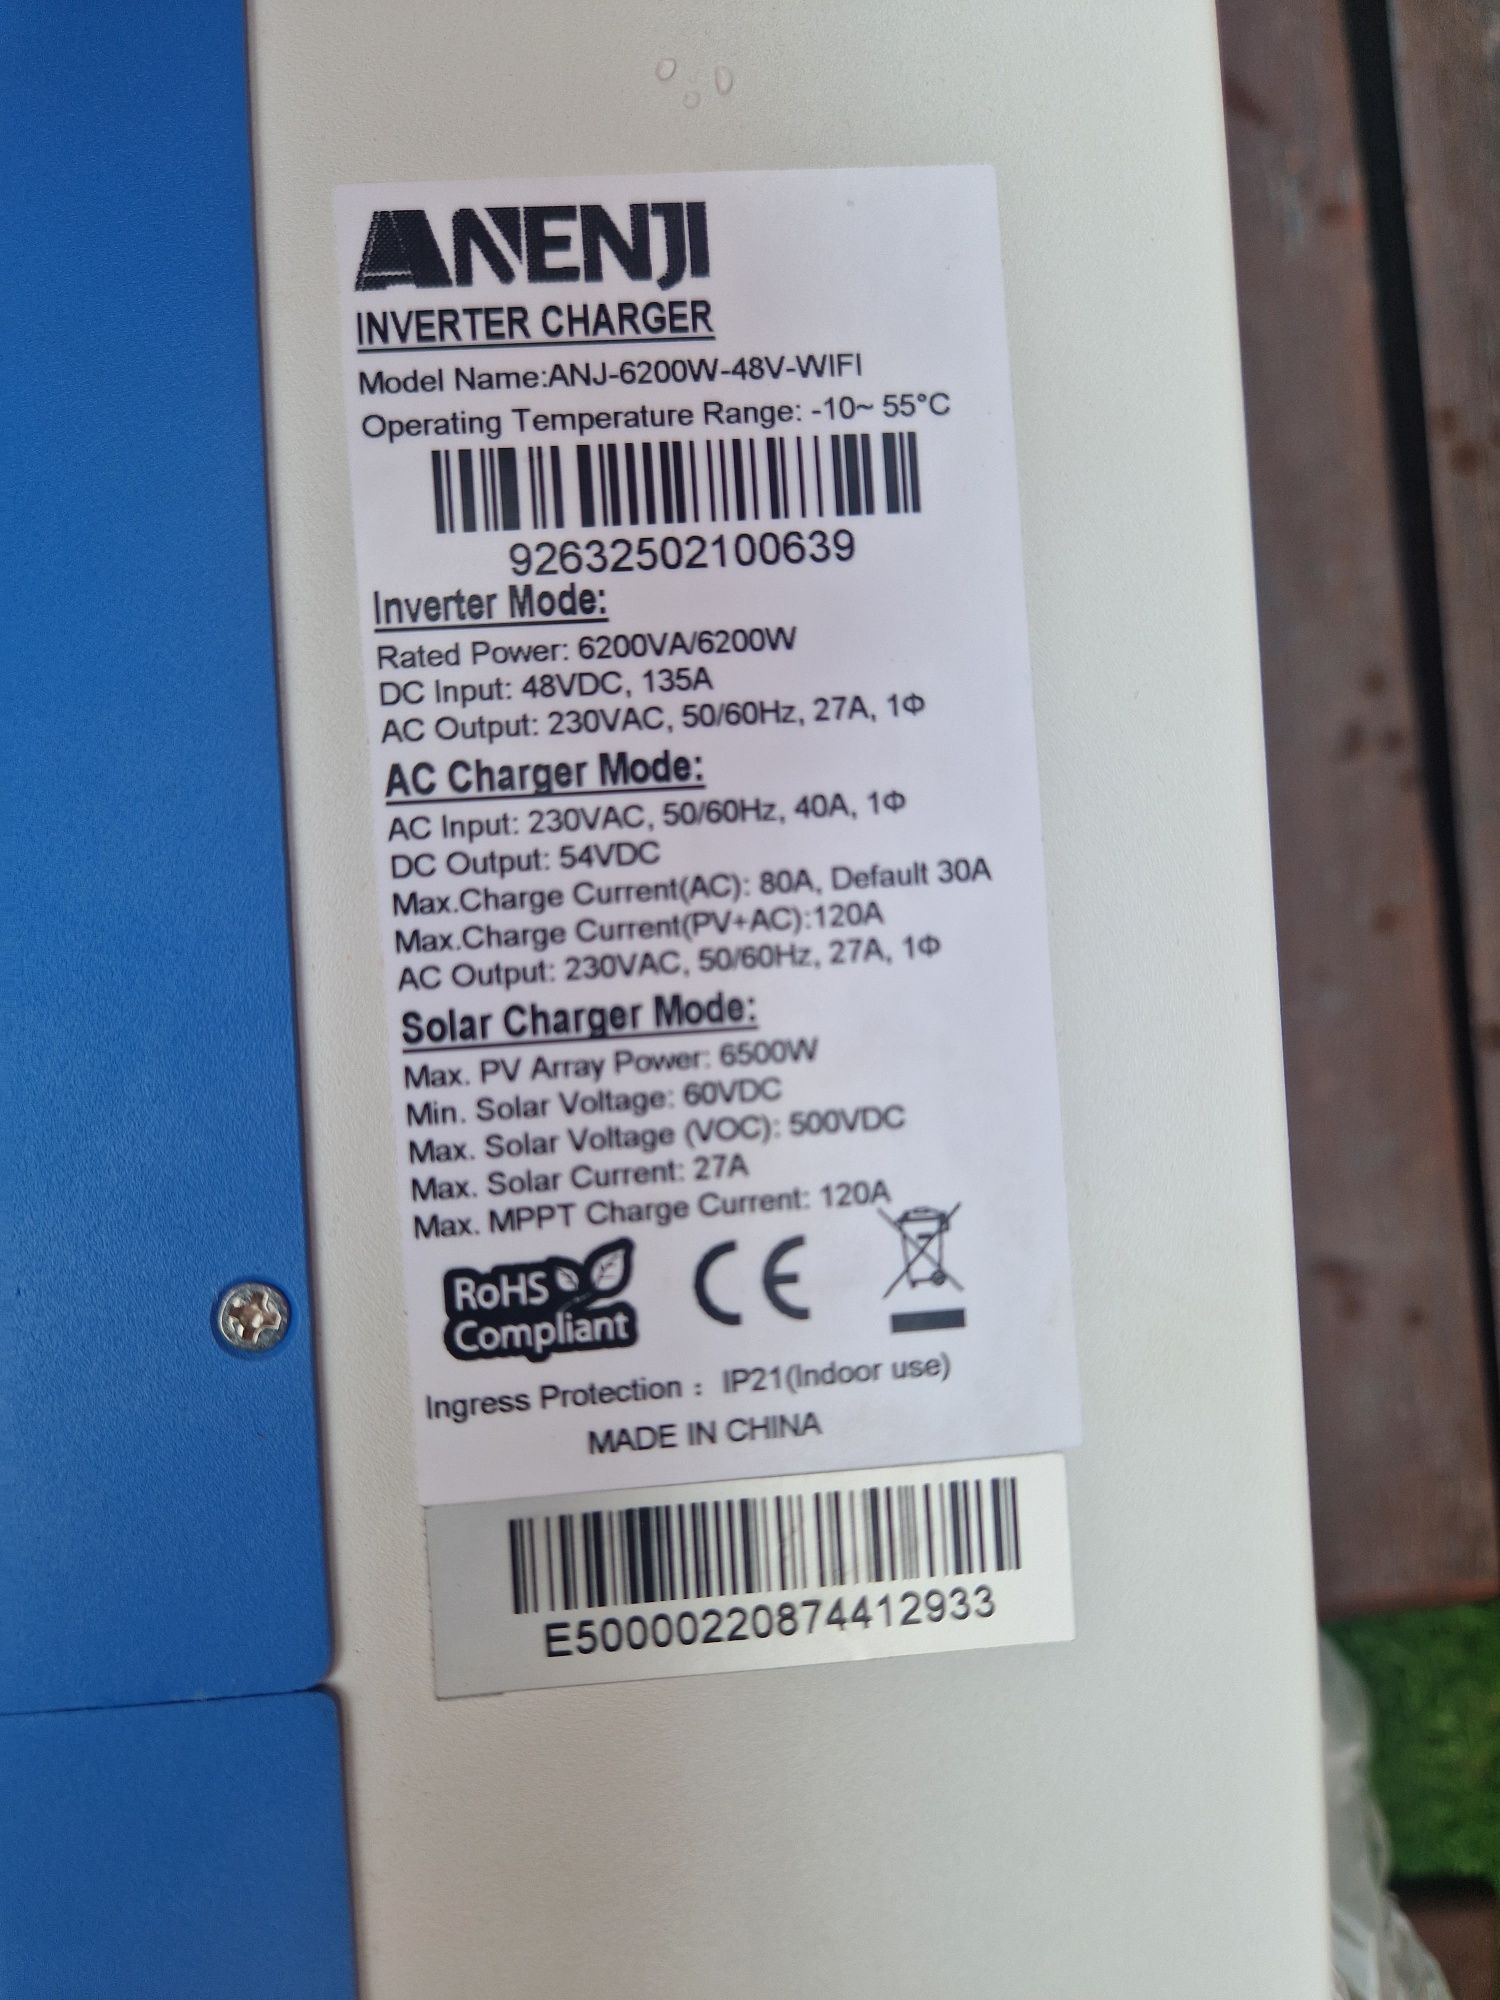 ANENJI
INVERTER CHARGER
Model Name:ANJ-6200W-48V-WIFI
Operating Temperature Range: -10~ 55°C
92632502100639
Inverter Mode:
Rated Power: 6200VA/6200W
DC Input: 48VDC, 135A
AC Output: 230VAC, 50/60Hz, 27A, 1Φ
AC Charger Mode:
AC Input: 230VAC, 50/60Hz, 40A, 1Φ
DC Output: 54VDC
Max.Charge Current(AC): 80A, Default 30A
Max.Charge Current(PV+AC):120A
AC Output: 230VAC, 50/60Hz, 27A, 1Φ
Solar Charger Mode:
Max. PV Array Power: 6500W
Min. Solar Voltage: 60VDC
Max. Solar Voltage (VOC): 500VDC
Max. Solar Current: 27A
Max. MPPT Charge Current: 120A
RoHS
Compliant
CE
Ingress Protection : IP21(Indoor use)
MADE IN CHINA
E50000220874412933